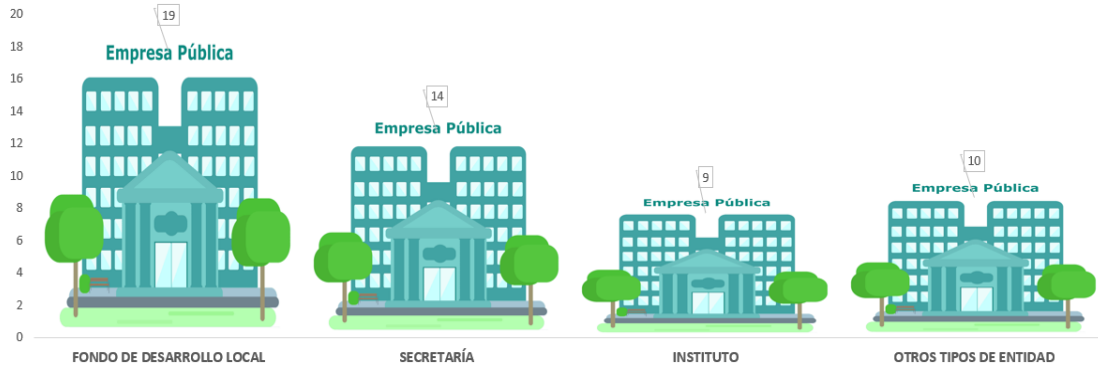 20
19
18
Empresa Pública
16
14
14
12
Empresa Pública
10
10
9
8
Empresa Pública
Empresa Pública
6
4
2
0
FONDO DE DESARROLLO LOCAL
SECRETARÍA
INSTITUTO
OTROS TIPOS DE ENTIDAD